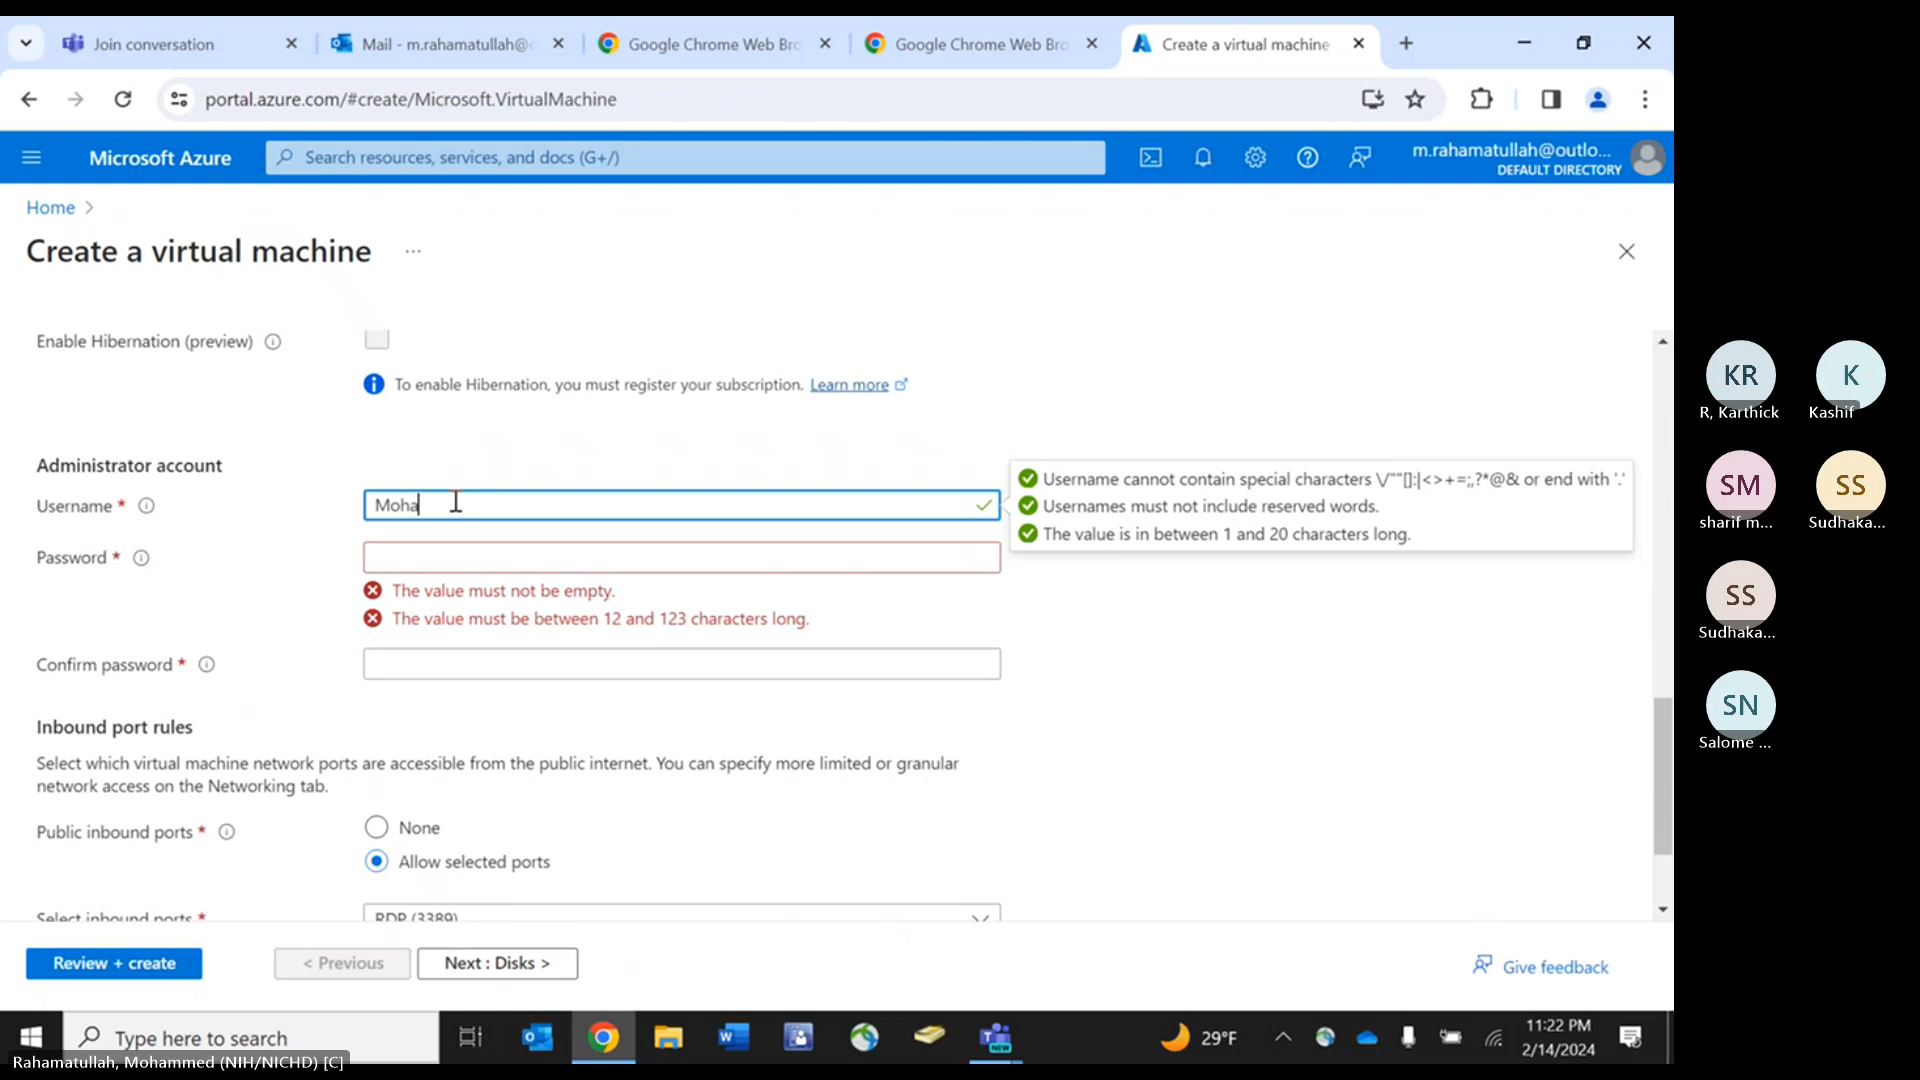 Join conversation
Mail - m.rahamatullah@o
Google Chrome Web Bro
Google Chrome Web Bro
Create a virtual machine
portal.azure.com/#create/Microsoft.VirtualMachine
Microsoft Azure
Search resources, services, and docs (G+/)
m.rahamatullah@outlo...
DEFAULT DIRECTORY
Home >
Create a virtual machine ...
Enable Hibernation (preview)
To enable Hibernation, you must register your subscription. Learn more
Administrator account
Username *
Moha
Username cannot contain special characters \/""[]:|<>+=;,?*@& or end with '.'
Usernames must not include reserved words.
The value is in between 1 and 20 characters long.
Password *
The value must not be empty.
The value must be between 12 and 123 characters long.
Confirm password *
Inbound port rules
Select which virtual machine network ports are accessible from the public internet. You can specify more limited or granular
network access on the Networking tab.
Public inbound ports *
None
Allow selected ports
Select inbound ports *
RDP (3389)
Review + create
< Previous
Next : Disks >
Give feedback
KR
R, Karthick
K
Kashif
SM
sharif m...
SS
Sudhaka...
SS
Sudhaka...
SN
Salome ...
Type here to search
NEW
29°F
11:22 PM
2/14/2024
Rahamatullah, Mohammed (NIH/NICHD) [C]